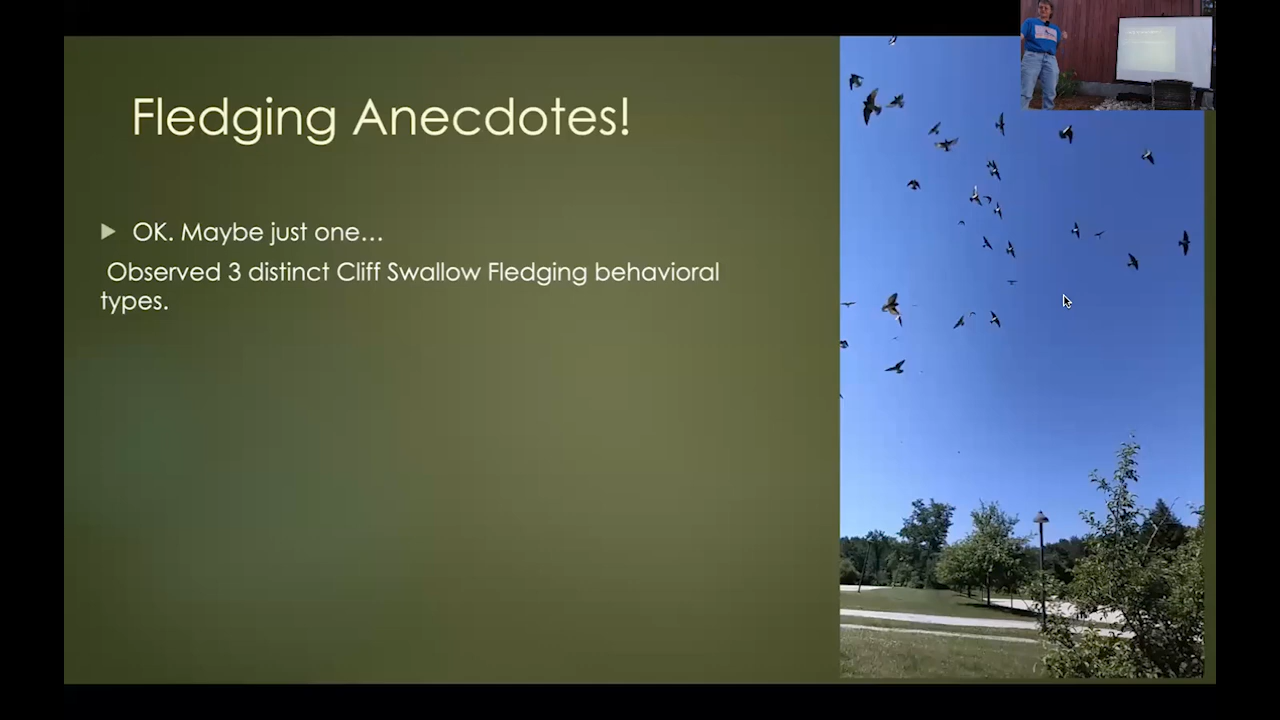 Fledging Anecdotes!
OK. Maybe just one...
Observed 3 distinct Cliff Swallow Fledging behavioral
types.